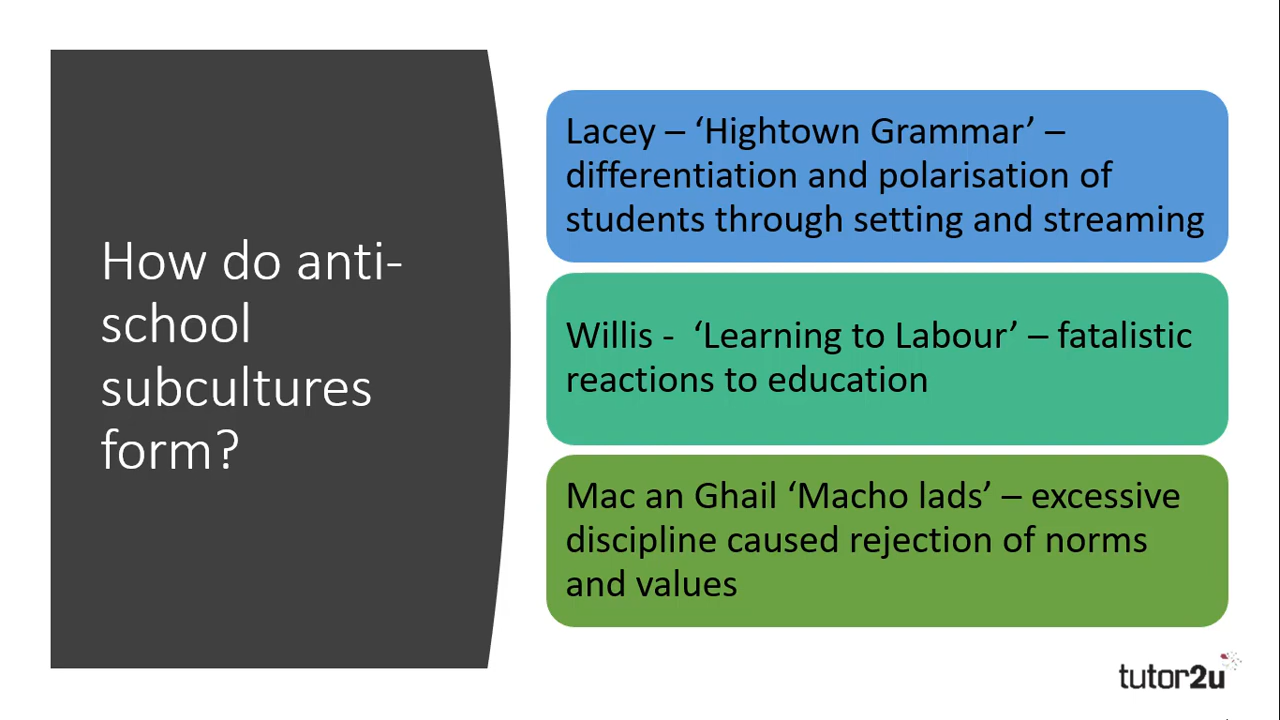 How do anti-
school
subcultures
form?
Lacey – ‘Hightown Grammar’ –
differentiation and polarisation of
students through setting and streaming
Willis -  ‘Learning to Labour’ – fatalistic
reactions to education
Mac an Ghail ‘Macho lads’ – excessive
discipline caused rejection of norms
and values
tutor2u